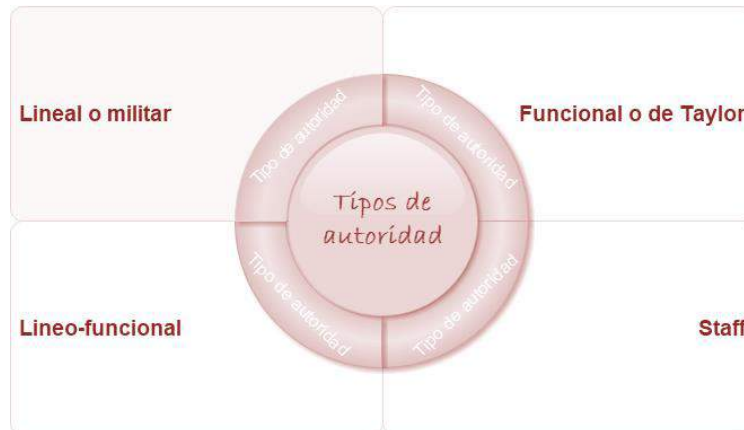 Lineal o militar
Funcional o de Taylor
Tipo de autoridad
Tipo de autoridad
Tipos de
autoridad
Tipo de autoridad
Tipo de autoridad
Lineo-funcional
Staff